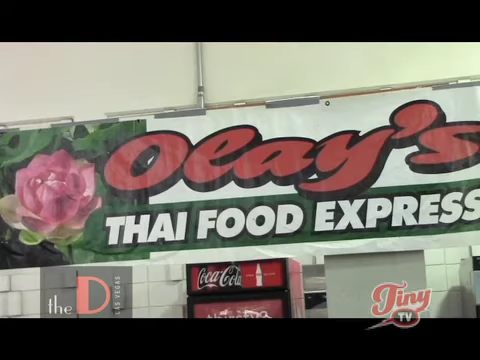 Olay's
THAI FOOD EXPRESS
Coca-Cola
the D
LAS VEGAS
Tiny
TV